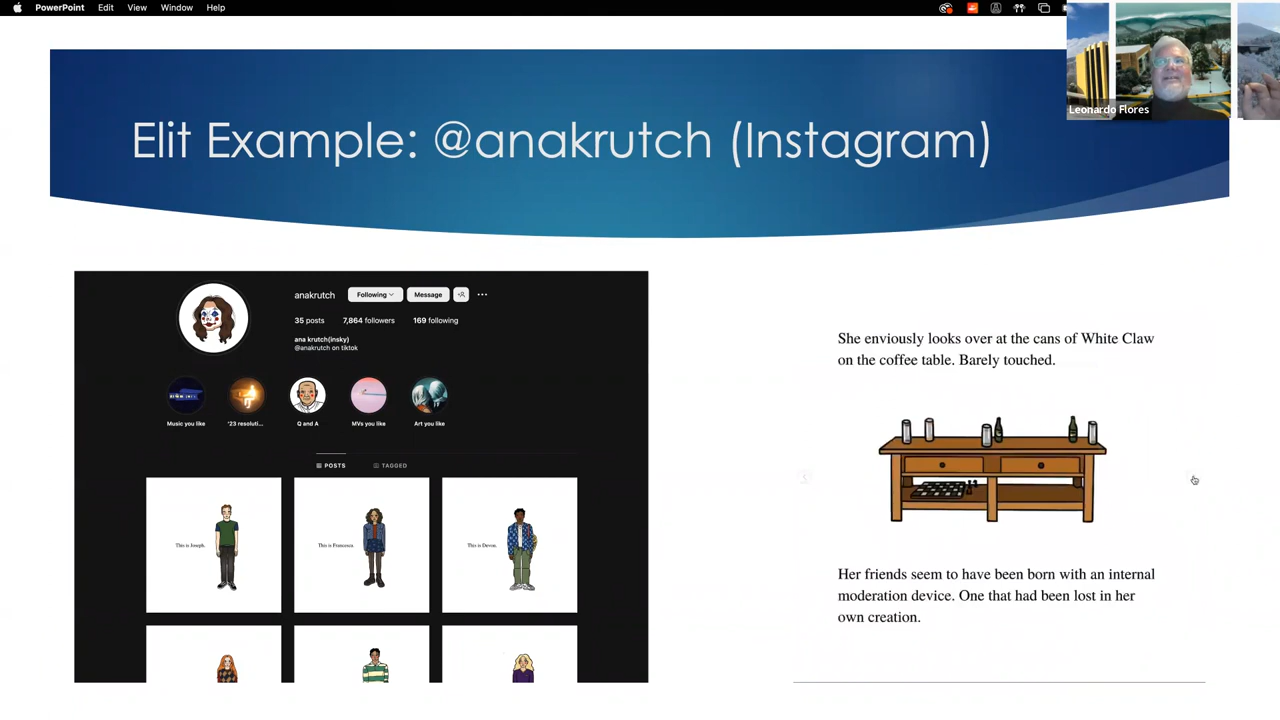 PowerPoint Edit View Window Help
Leonardo Flores
Elit Example: @anakrutch (Instagram)
anakrutch Following Message
35 posts 7,864 followers 169 following
ana krutch(insky)
@anakrutch on tiktok
Music you like '23 resoluti... Q and A MVs you like Art you like
POSTS TAGGED
This is Joseph. This is Francesca. This is Devon.
She enviously looks over at the cans of White Claw
on the coffee table. Barely touched.
Her friends seem to have been born with an internal
moderation device. One that had been lost in her
own creation.